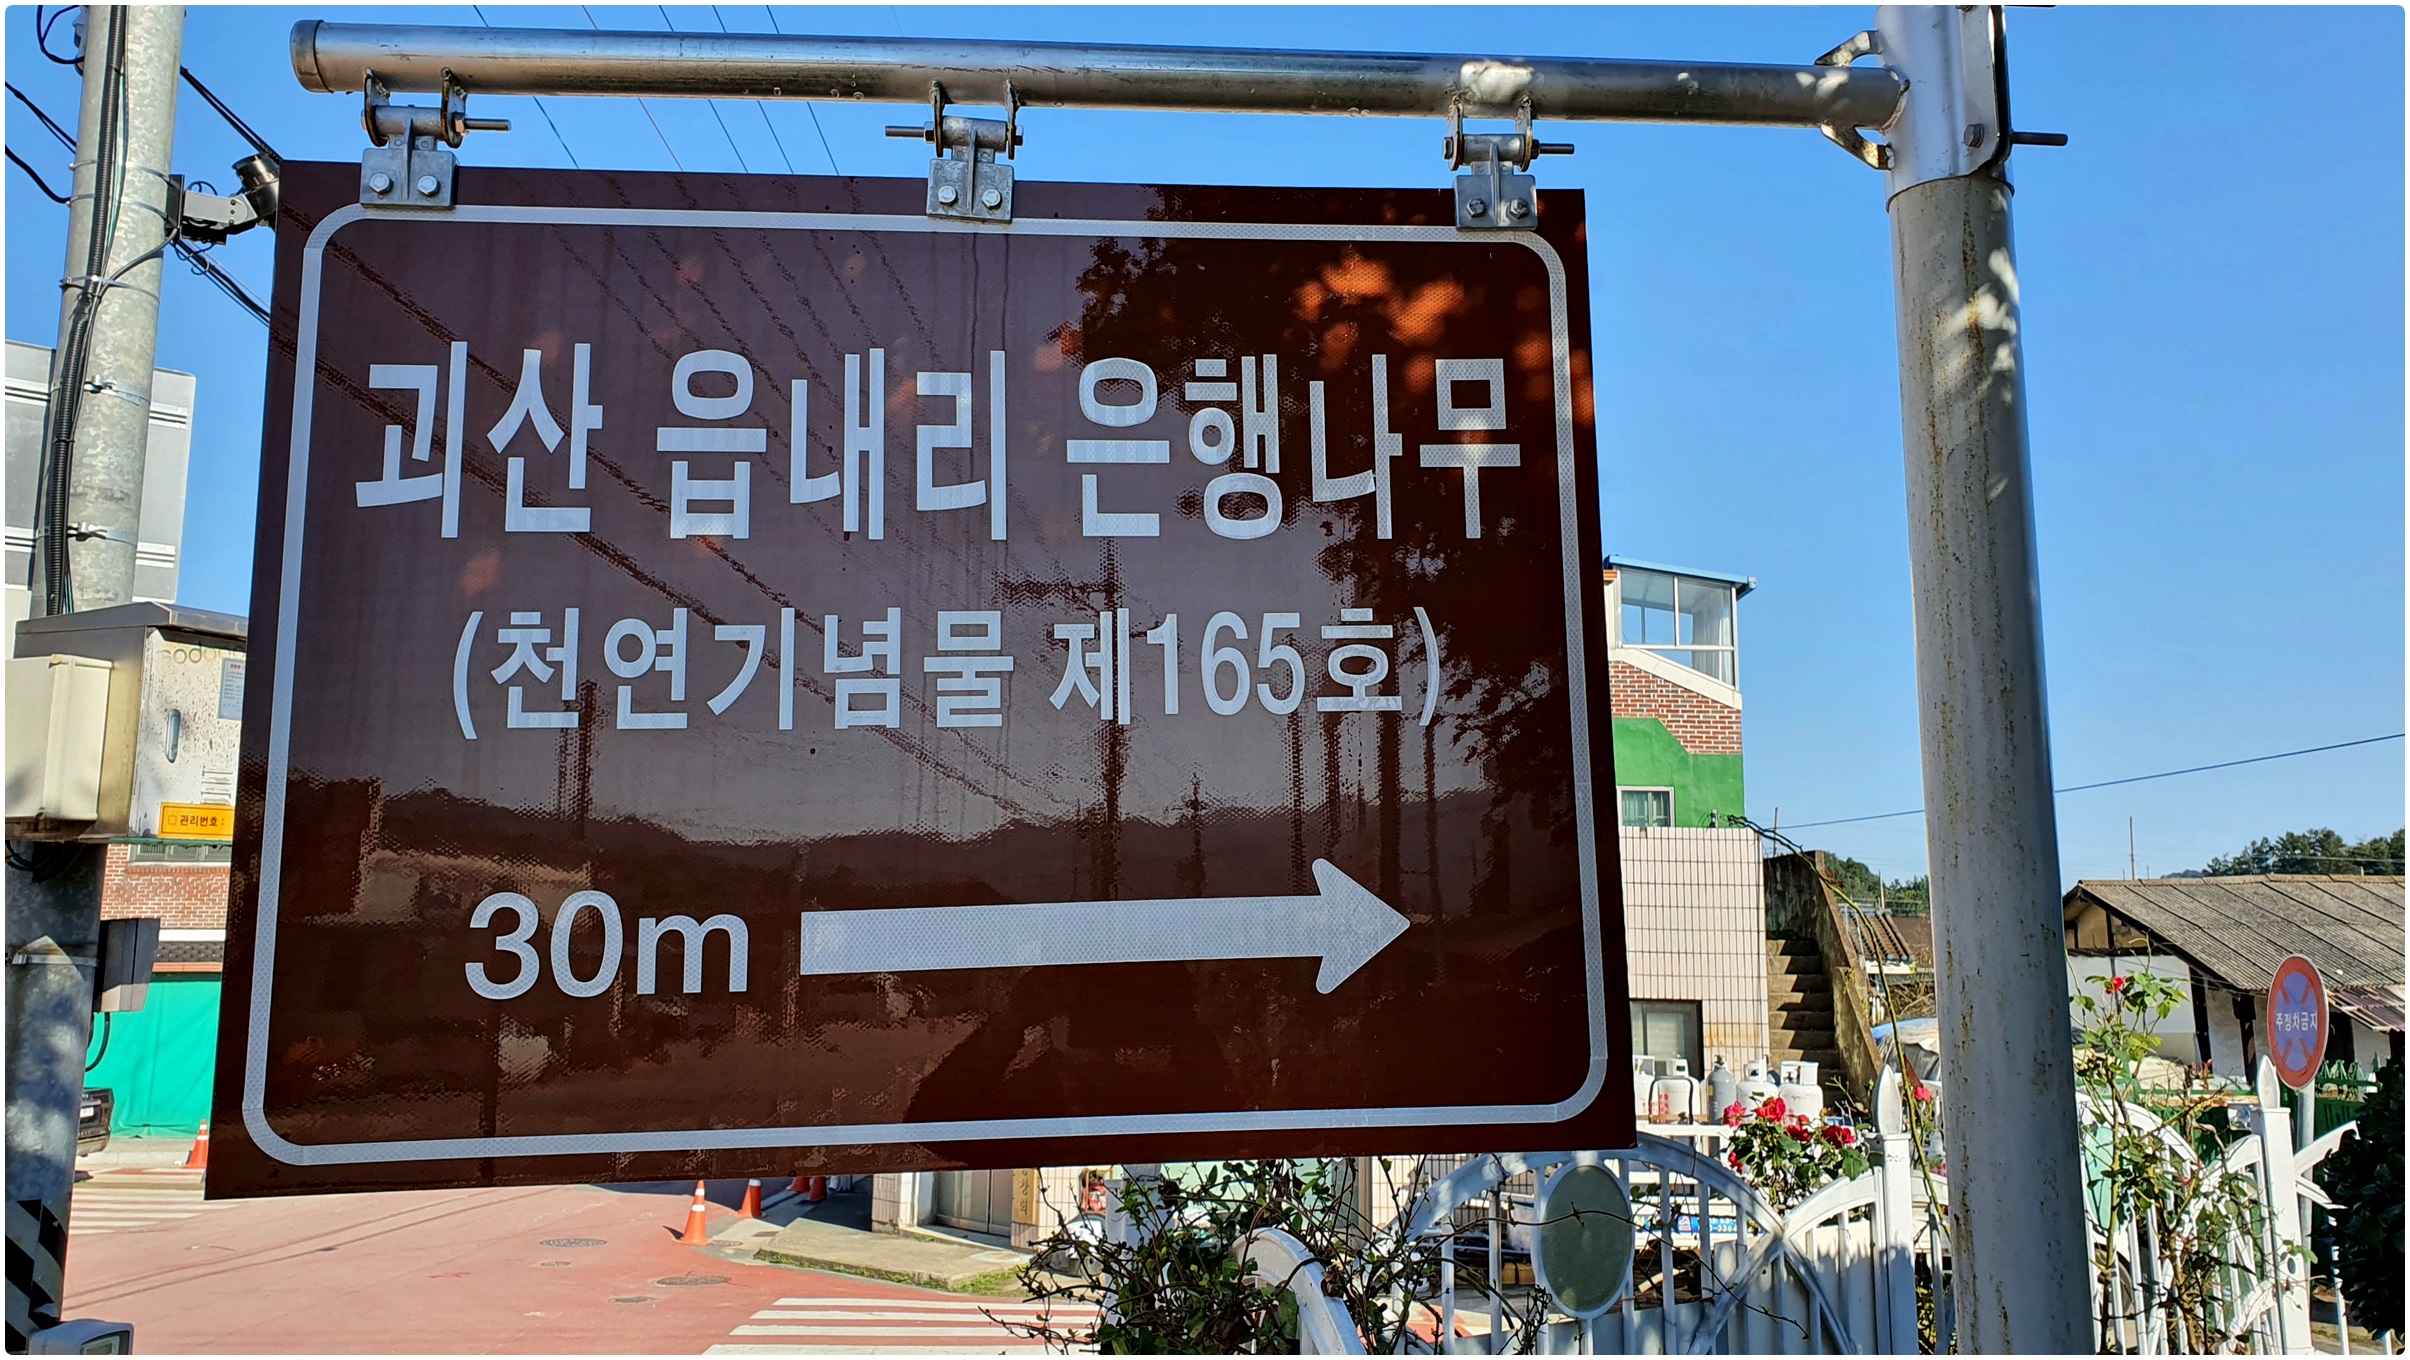 괴산 읍내리 은행나무
(천연기념물 제165호)
30m
관리번호 :
주정차금지